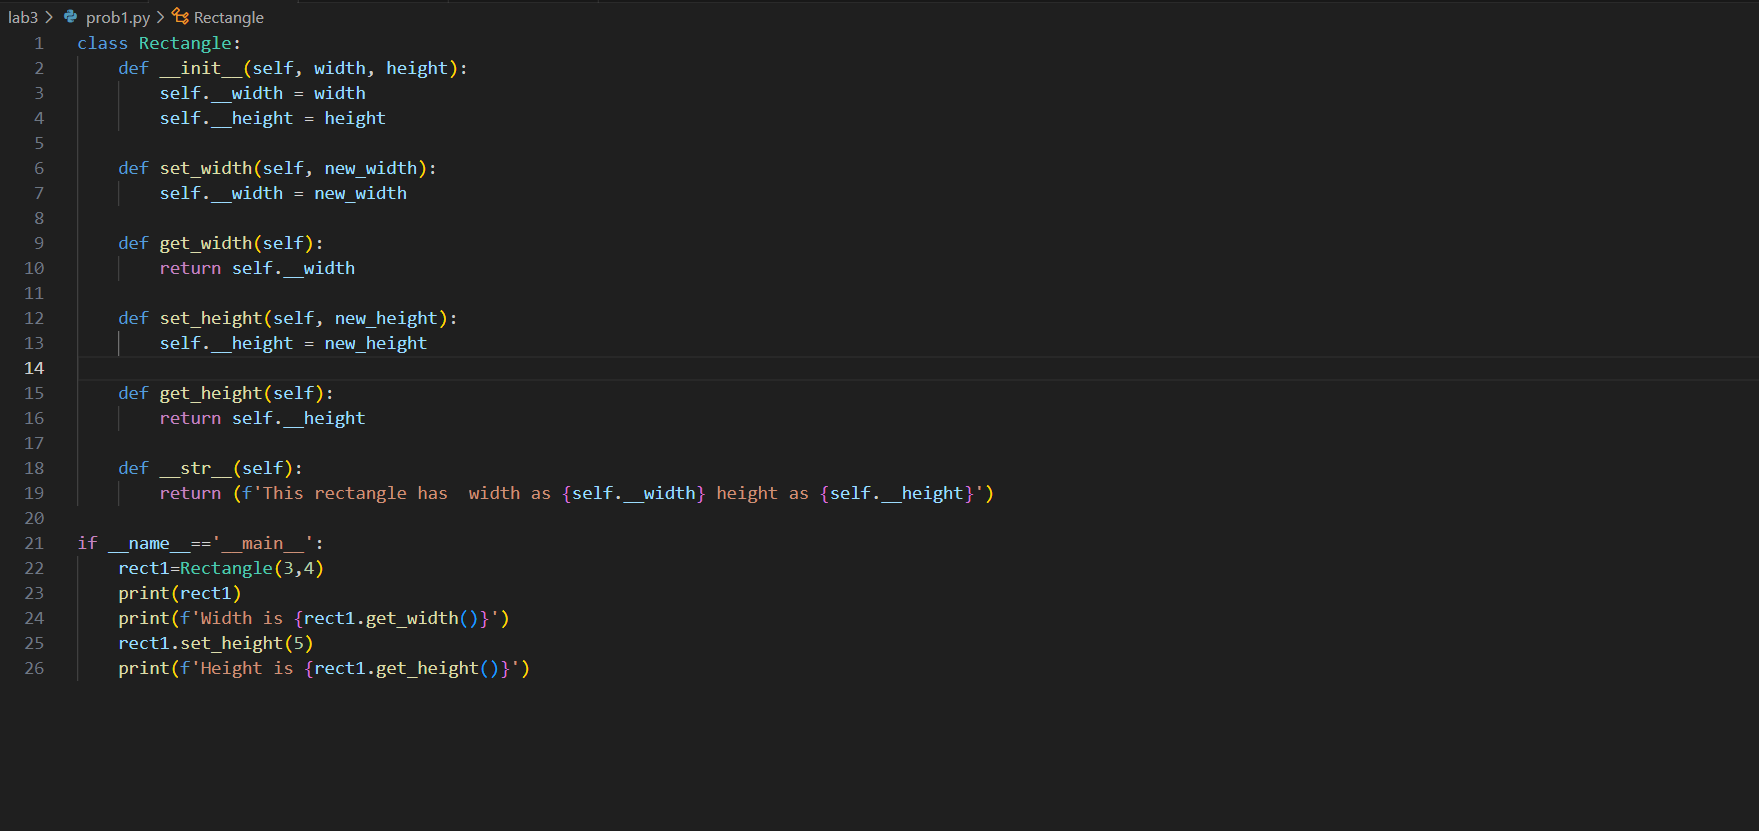 lab3 > prob1.py > Rectangle
1 class Rectangle:
2     def __init__(self, width, height):
3         self.__width = width
4         self.__height = height
5
6     def set_width(self, new_width):
7         self.__width = new_width
8
9     def get_width(self):
10         return self.__width
11
12     def set_height(self, new_height):
13         self.__height = new_height
14
15     def get_height(self):
16         return self.__height
17
18     def __str__(self):
19         return (f'This rectangle has  width as {self.__width} height as {self.__height}')
20
21 if __name__=='__main__':
22     rect1=Rectangle(3,4)
23     print(rect1)
24     print(f'Width is {rect1.get_width()}')
25     rect1.set_height(5)
26     print(f'Height is {rect1.get_height()}')